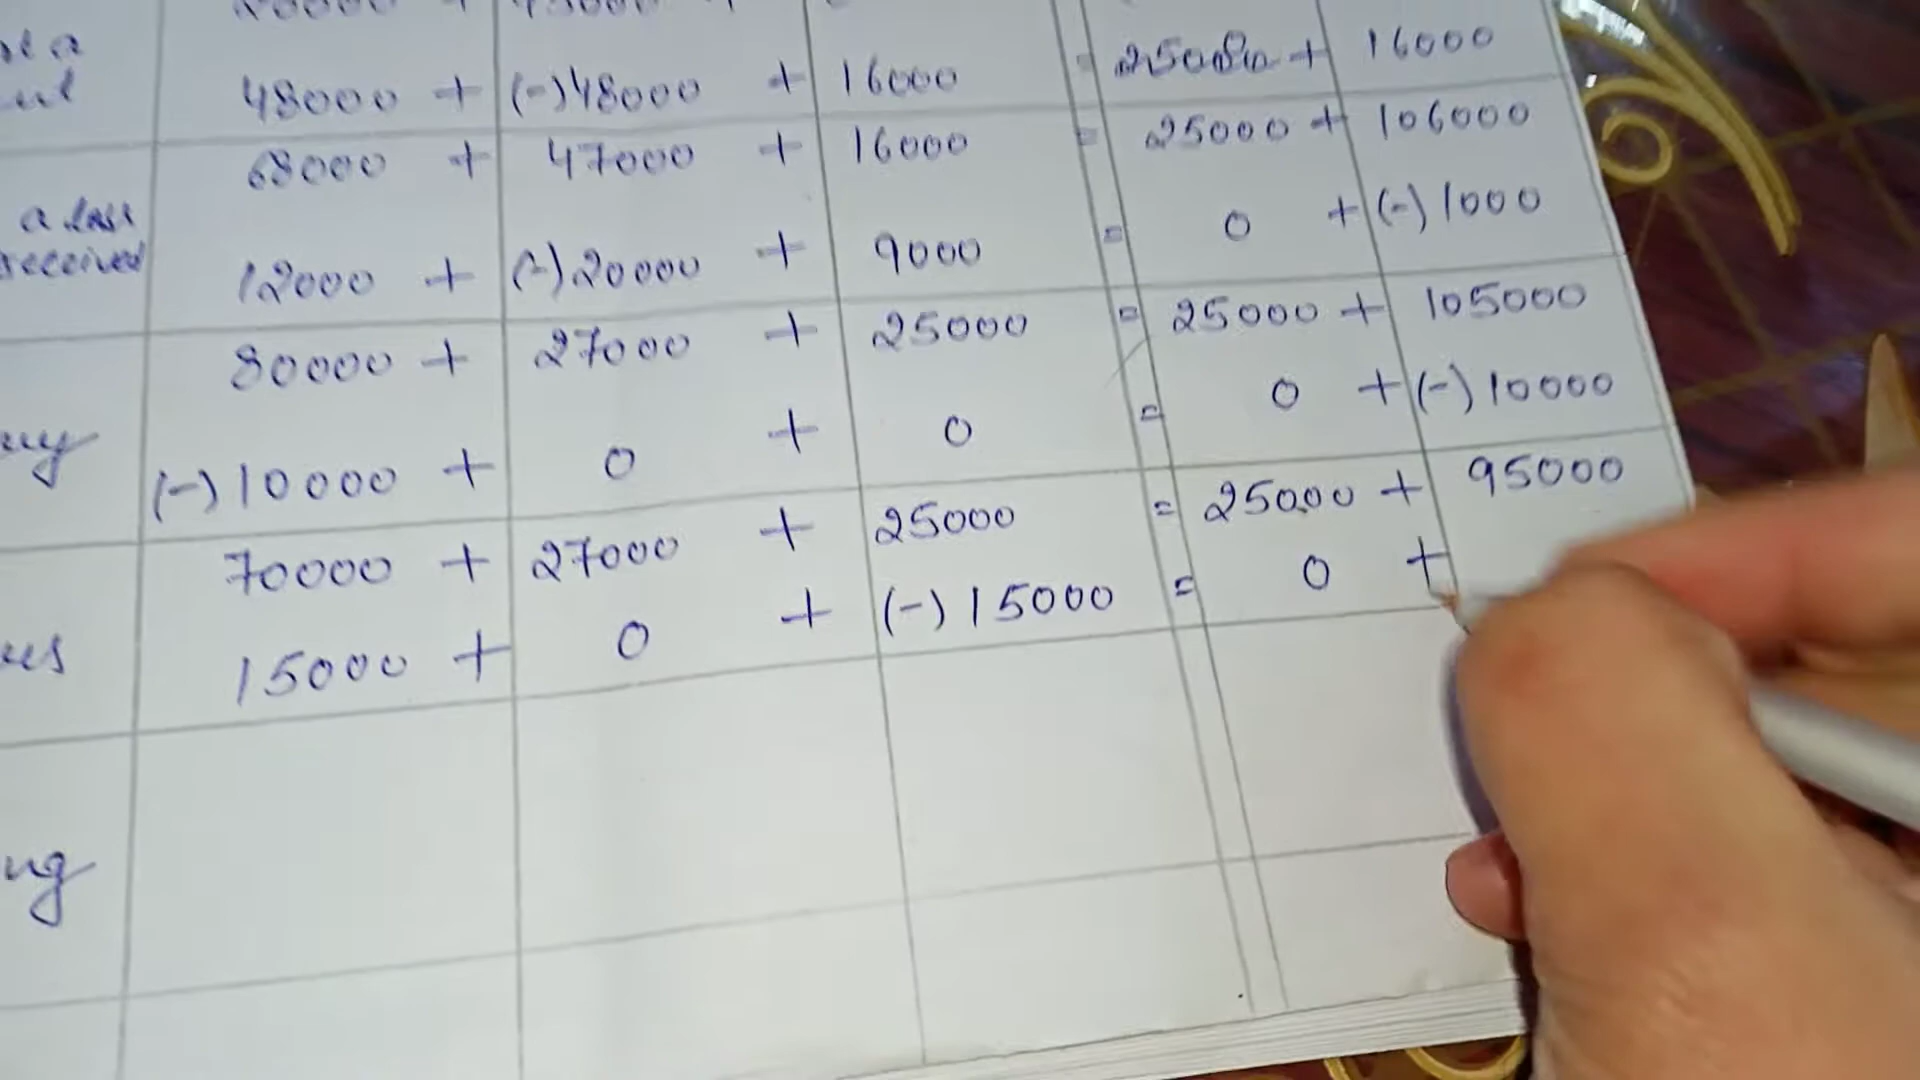 48000 + (-)48000 + 16000 = 25000 + 16000
68000 + 47000 + 16000 = 25000 + 106000
a loss
received 12000 + (-)20000 + 9000 = 0 + (-)1000
80000 + 27000 + 25000 = 25000 + 105000
(-)10000 + 0 + 0 = 0 + (-)10000
70000 + 27000 + 25000 = 25000 + 95000
15000 + 0 + (-)15000 = 0 +
ng